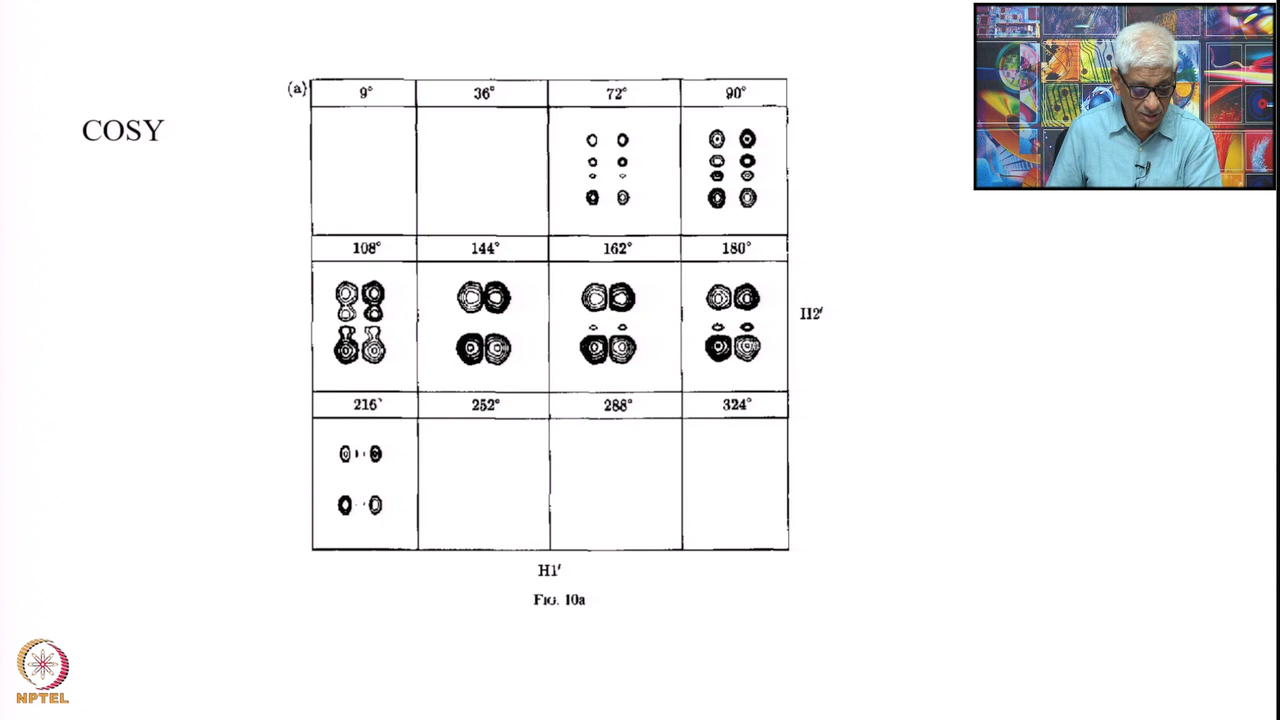 COSY
(a)
9° 36° 72° 90°
108° 144° 162° 180°
H2′
216° 252° 288° 324°
H1′
FIG. 10a
NPTEL